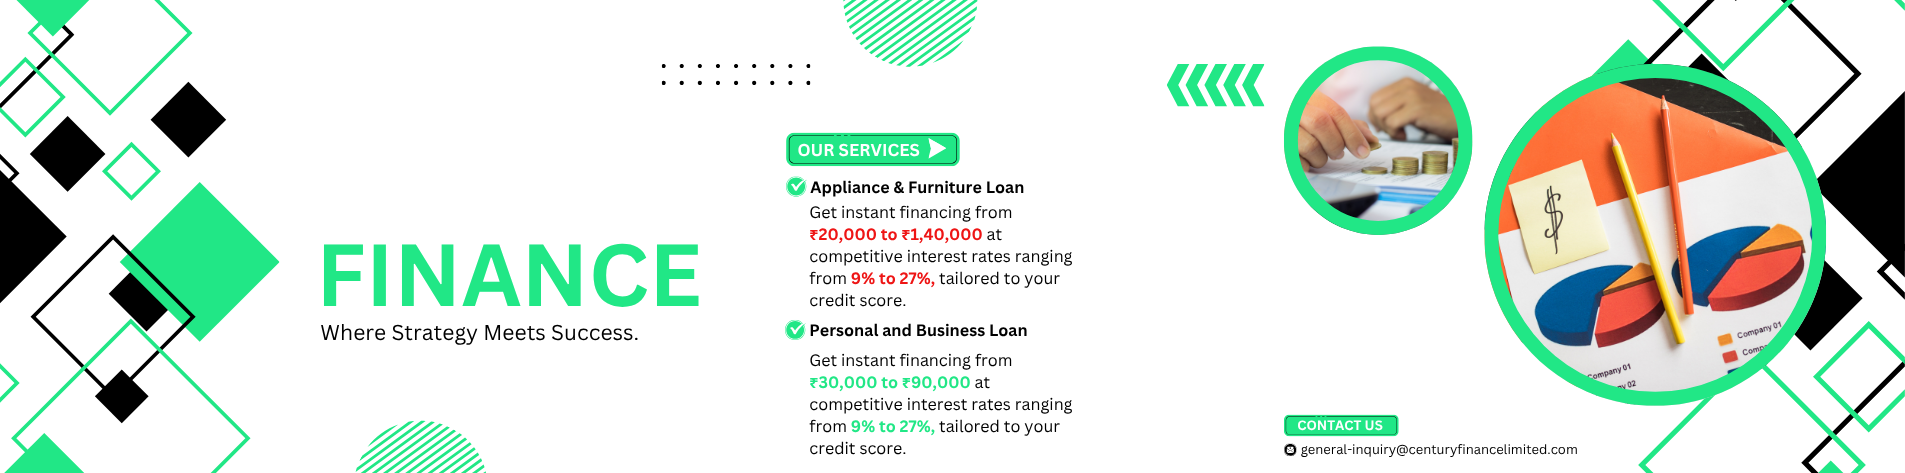 FINANCE
Where Strategy Meets Success.
OUR SERVICES
Appliance & Furniture Loan
Get instant financing from
₹20,000 to ₹1,40,000 at
competitive interest rates ranging
from 9% to 27%, tailored to your
credit score.
Personal and Business Loan
Get instant financing from
₹30,000 to ₹90,000 at
competitive interest rates ranging
from 9% to 27%, tailored to your
credit score.
$
Company 01
Company 01
02
CONTACT US
general-inquiry@centuryfinancelimited.com